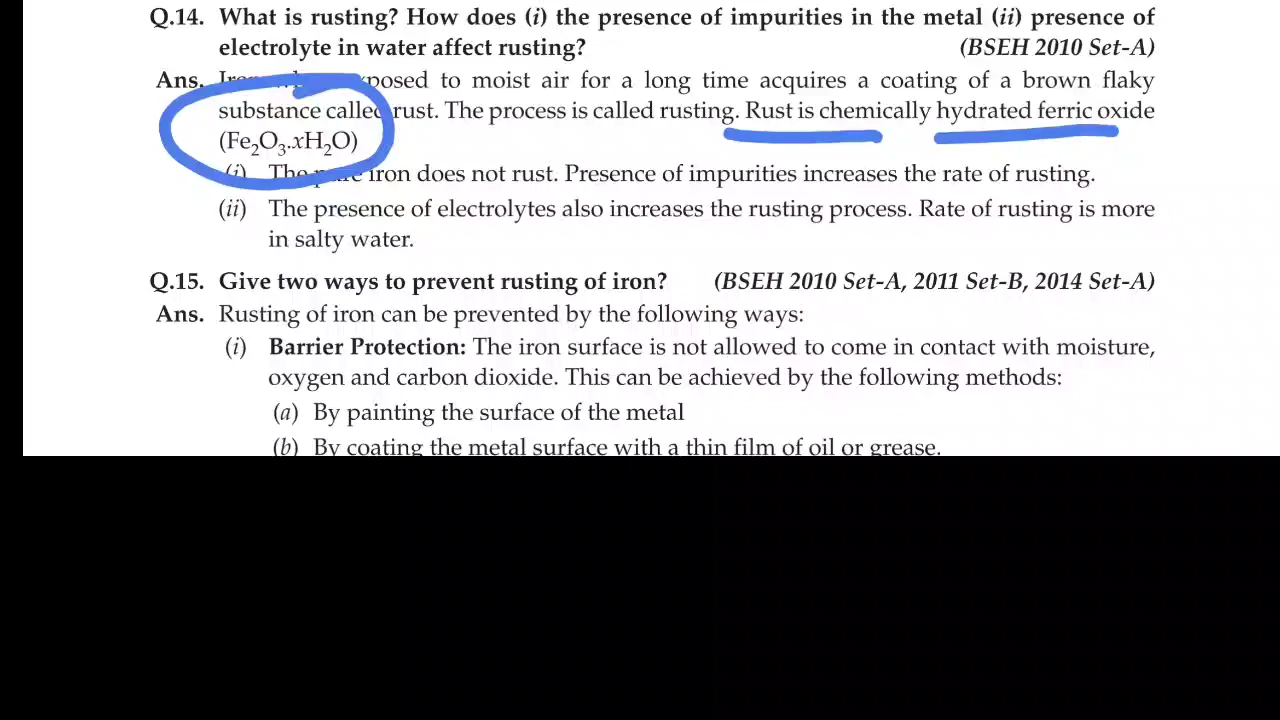 Q.14. What is rusting? How does (i) the presence of impurities in the metal (ii) presence of
electrolyte in water affect rusting? (BSEH 2010 Set-A)
Ans. Iron when exposed to moist air for a long time acquires a coating of a brown flaky
substance called rust. The process is called rusting. Rust is chemically hydrated ferric oxide
(Fe₂O₃.xH₂O)
(i) The pure iron does not rust. Presence of impurities increases the rate of rusting.
(ii) The presence of electrolytes also increases the rusting process. Rate of rusting is more
in salty water.
Q.15. Give two ways to prevent rusting of iron? (BSEH 2010 Set-A, 2011 Set-B, 2014 Set-A)
Ans. Rusting of iron can be prevented by the following ways:
(i) Barrier Protection: The iron surface is not allowed to come in contact with moisture,
oxygen and carbon dioxide. This can be achieved by the following methods:
(a) By painting the surface of the metal
(b) By coating the metal surface with a thin film of oil or grease.